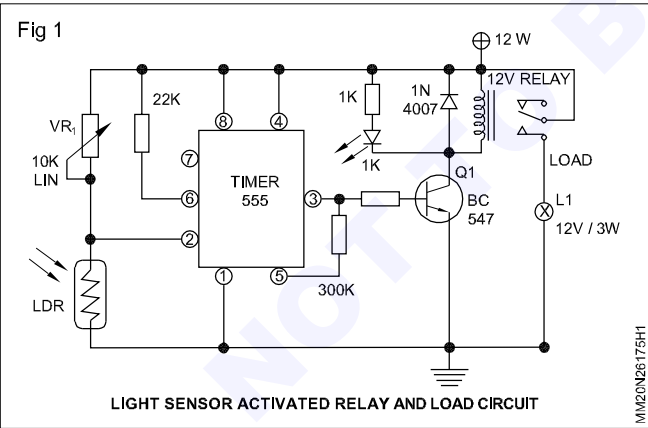 Fig 1
12 W
12V RELAY
22K
1K
1N
4007
VR1
10K
LIN
8
4
7
TIMER
555
6
3
2
1
5
1K
Q1
BC
547
LOAD
L1
12V / 3W
300K
LDR
LIGHT SENSOR ACTIVATED RELAY AND LOAD CIRCUIT
MM20N26175H1
NOT TO B